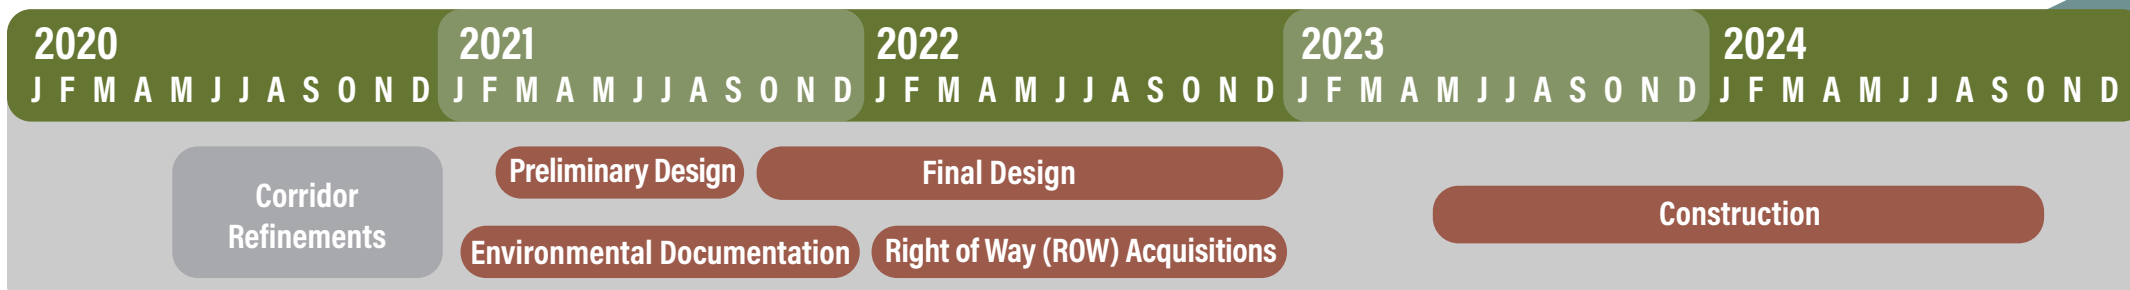 2020 2021 2022 2023 2024
J F M A M J J A S O N D J F M A M J J A S O N D J F M A M J J A S O N D J F M A M J J A S O N D J F M A M J J A S O N D
Corridor
Refinements
Preliminary Design
Final Design
Environmental Documentation
Right of Way (ROW) Acquisitions
Construction